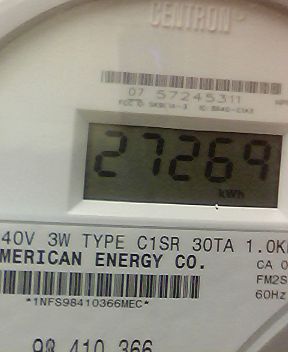 CENTRON
07 57245311
27269
kWh
40V 3W TYPE C1SR 30TA 1.0K
MERICAN ENERGY CO.
CA 0
FM2S
60Hz
*1NFS98410366MEC*
98 410 366